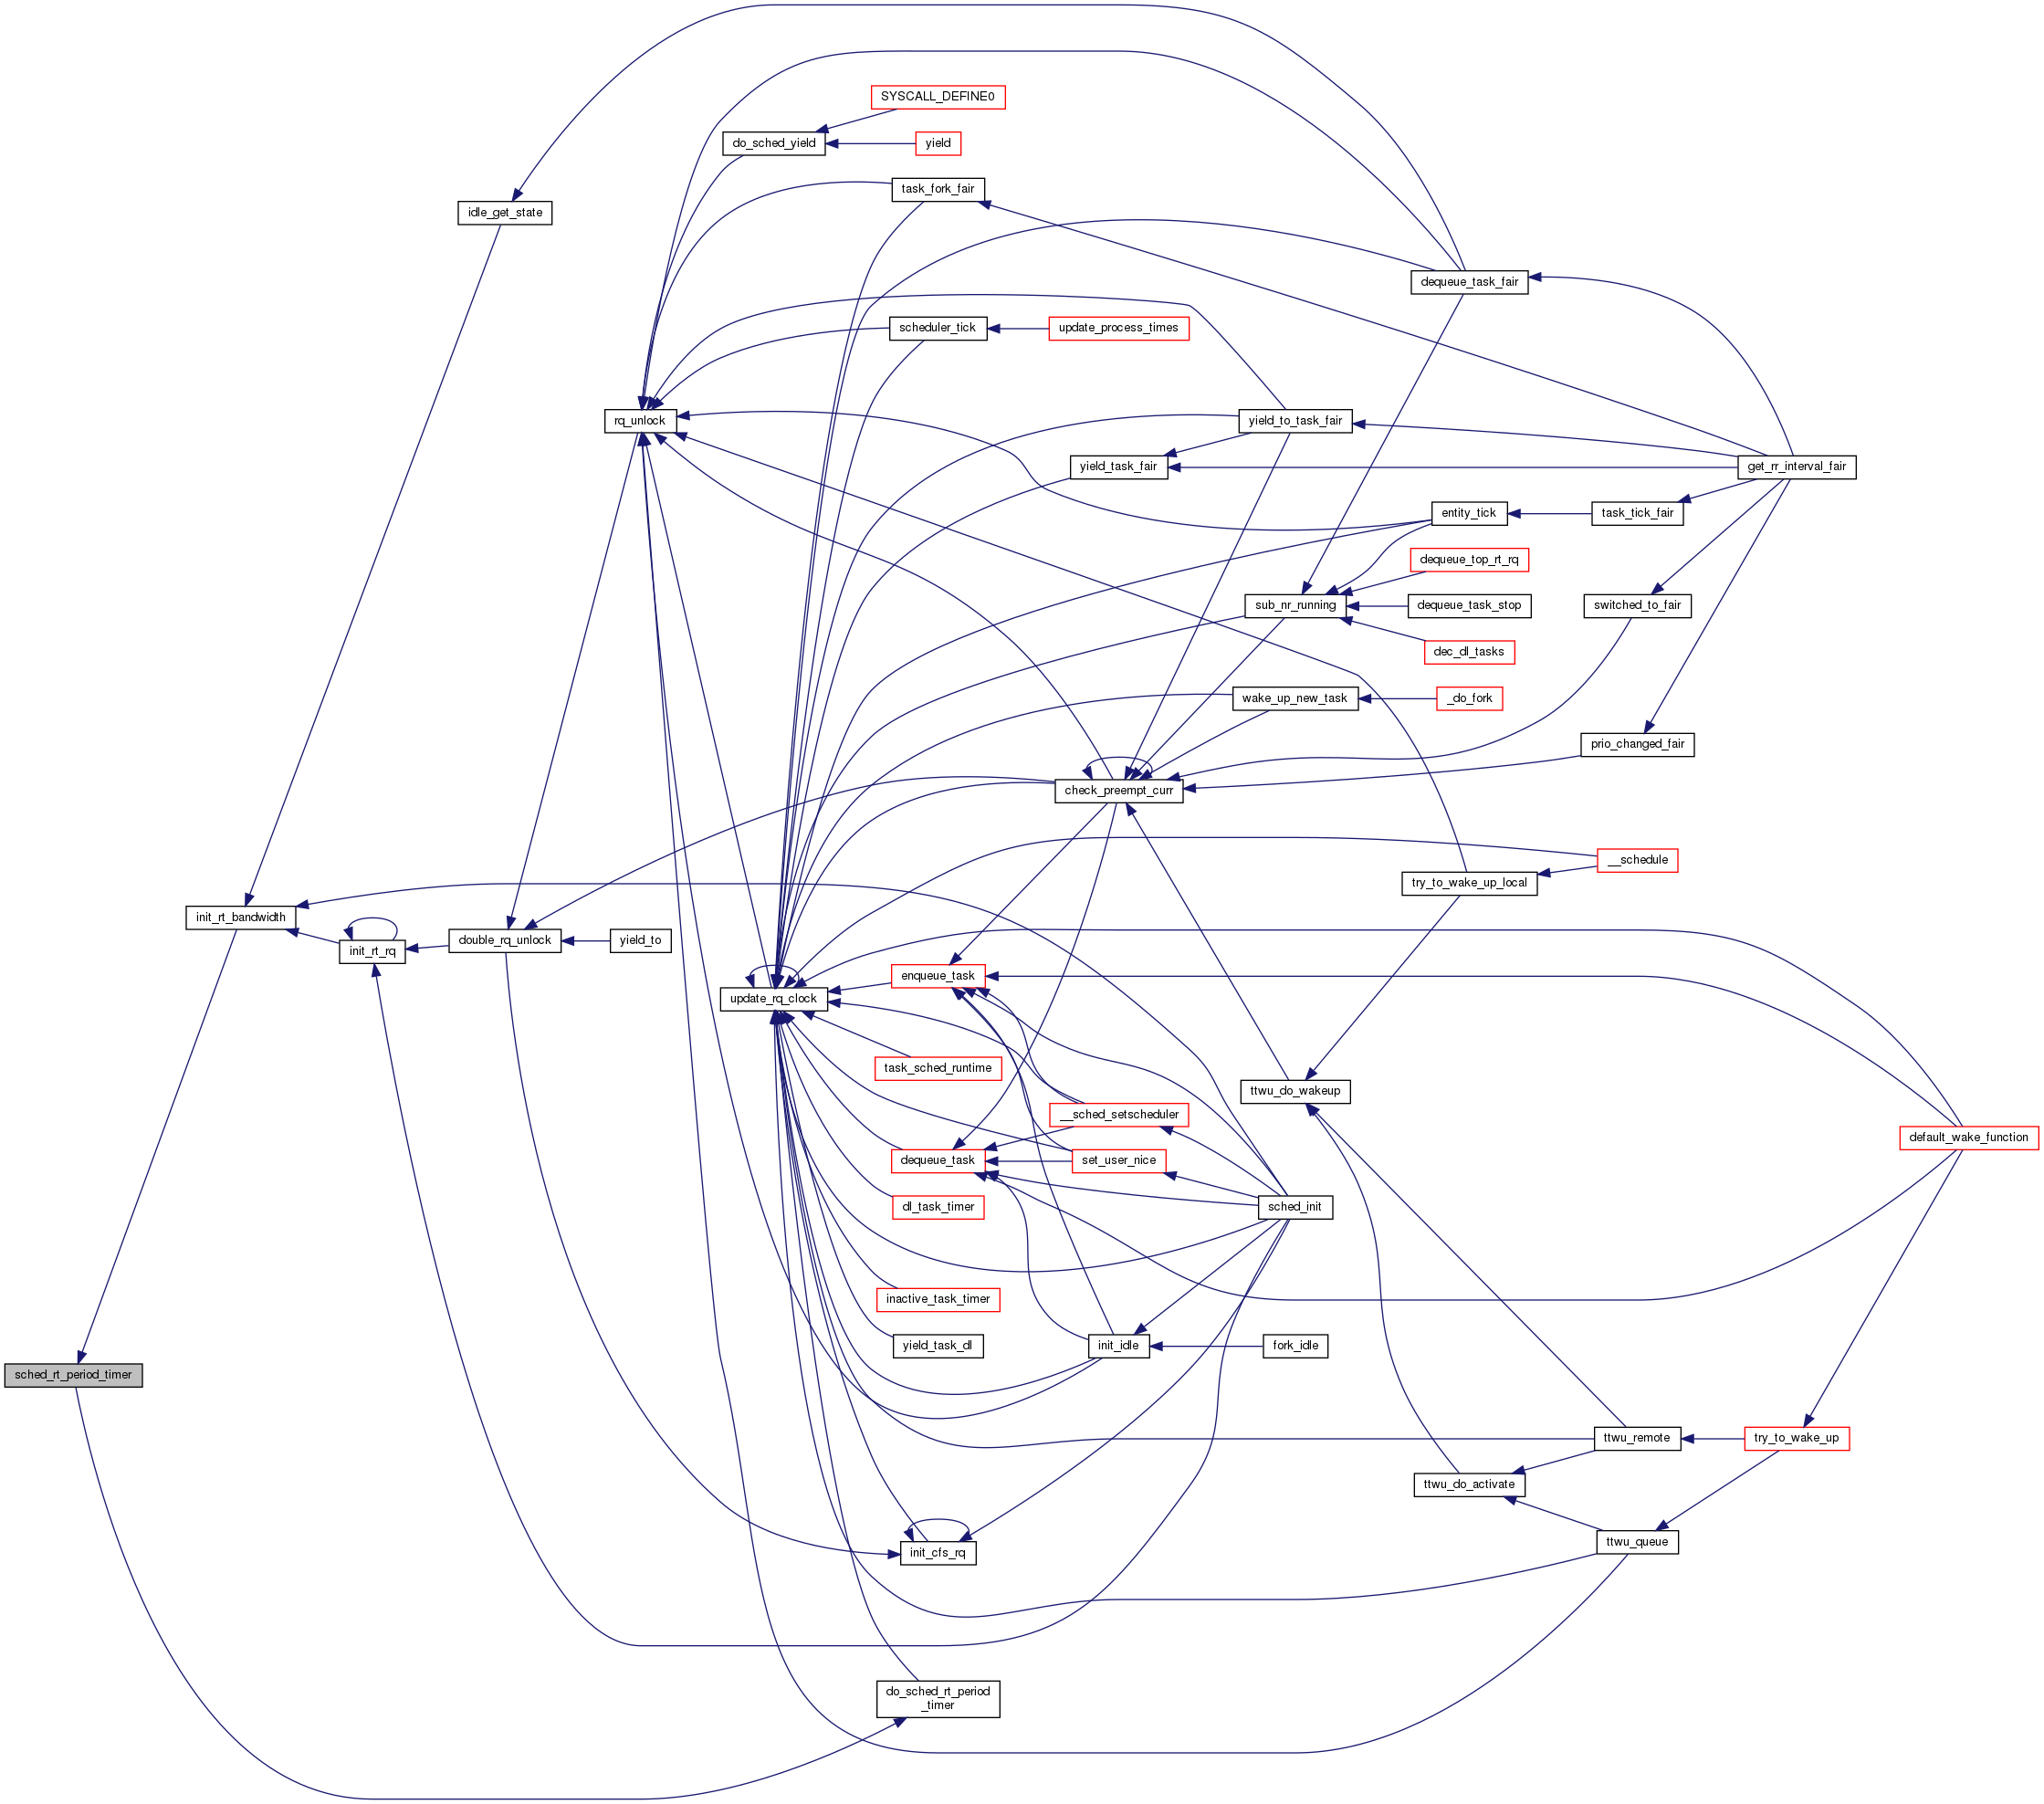 SYSCALL_DEFINE0
do_sched_yield
yield
task_fork_fair
idle_get_state
dequeue_task_fair
scheduler_tick
update_process_times
rq_unlock
yield_to_task_fair
yield_task_fair
get_rr_interval_fair
entity_tick
task_tick_fair
dequeue_top_rt_rq
sub_nr_running
dequeue_task_stop
switched_to_fair
dec_dl_tasks
wake_up_new_task
_do_fork
prio_changed_fair
check_preempt_curr
__schedule
try_to_wake_up_local
init_rt_bandwidth
init_rt_rq
double_rq_unlock
yield_to
enqueue_task
update_rq_clock
task_sched_runtime
ttwu_do_wakeup
__sched_setscheduler
default_wake_function
dequeue_task
set_user_nice
dl_task_timer
sched_init
inactive_task_timer
yield_task_dl
init_idle
fork_idle
sched_rt_period_timer
ttwu_remote
try_to_wake_up
ttwu_do_activate
init_cfs_rq
ttwu_queue
do_sched_rt_period
_timer